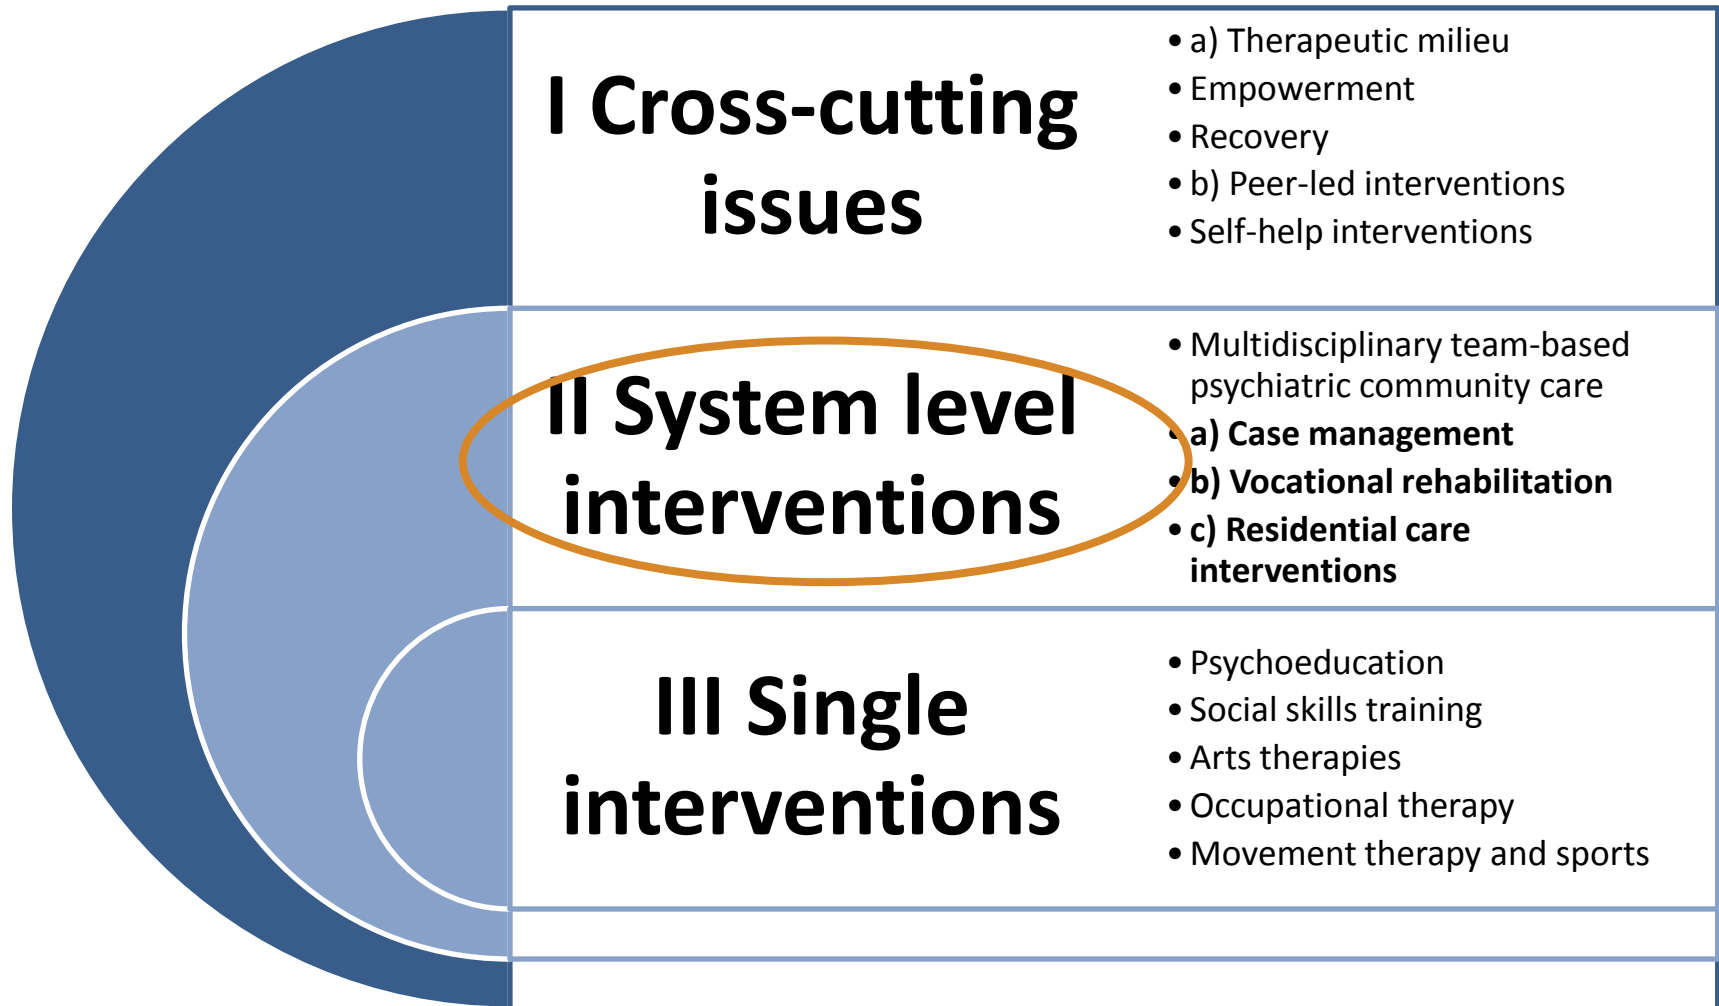 I Cross-cutting
issues
• a) Therapeutic milieu
• Empowerment
• Recovery
• b) Peer-led interventions
• Self-help interventions
II System level
interventions
• Multidisciplinary team-based
psychiatric community care
• a) Case management
• b) Vocational rehabilitation
• c) Residential care
interventions
III Single
interventions
• Psychoeducation
• Social skills training
• Arts therapies
• Occupational therapy
• Movement therapy and sports